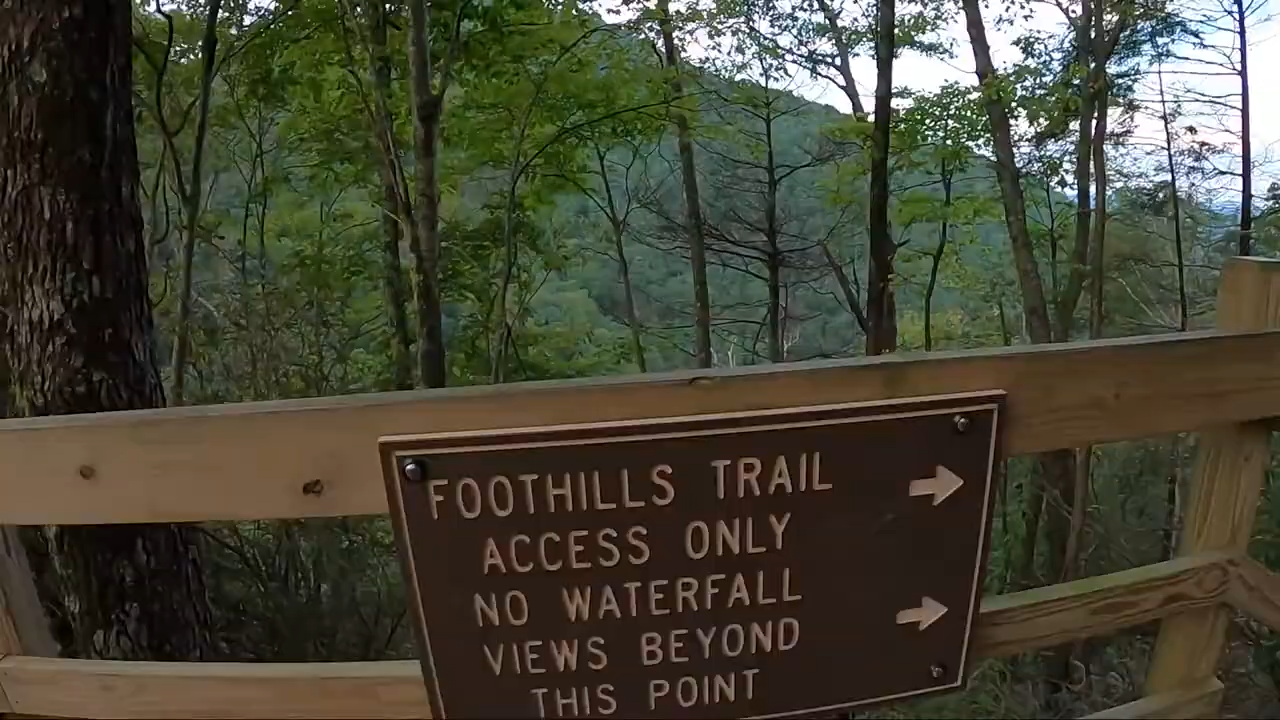 FOOTHILLS TRAIL
ACCESS ONLY
NO WATERFALL
VIEWS BEYOND
THIS POINT